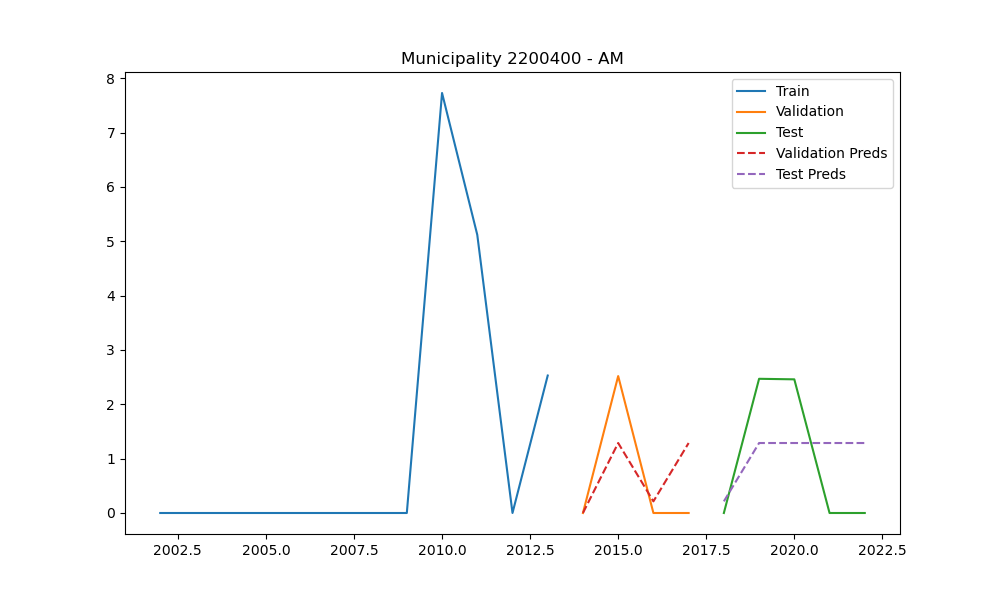 Municipality 2200400 - AM
8
7
6
5
4
3
2
1
0
Train
Validation
Test
Validation Preds
Test Preds
2002.5 2005.0 2007.5 2010.0 2012.5 2015.0 2017.5 2020.0 2022.5